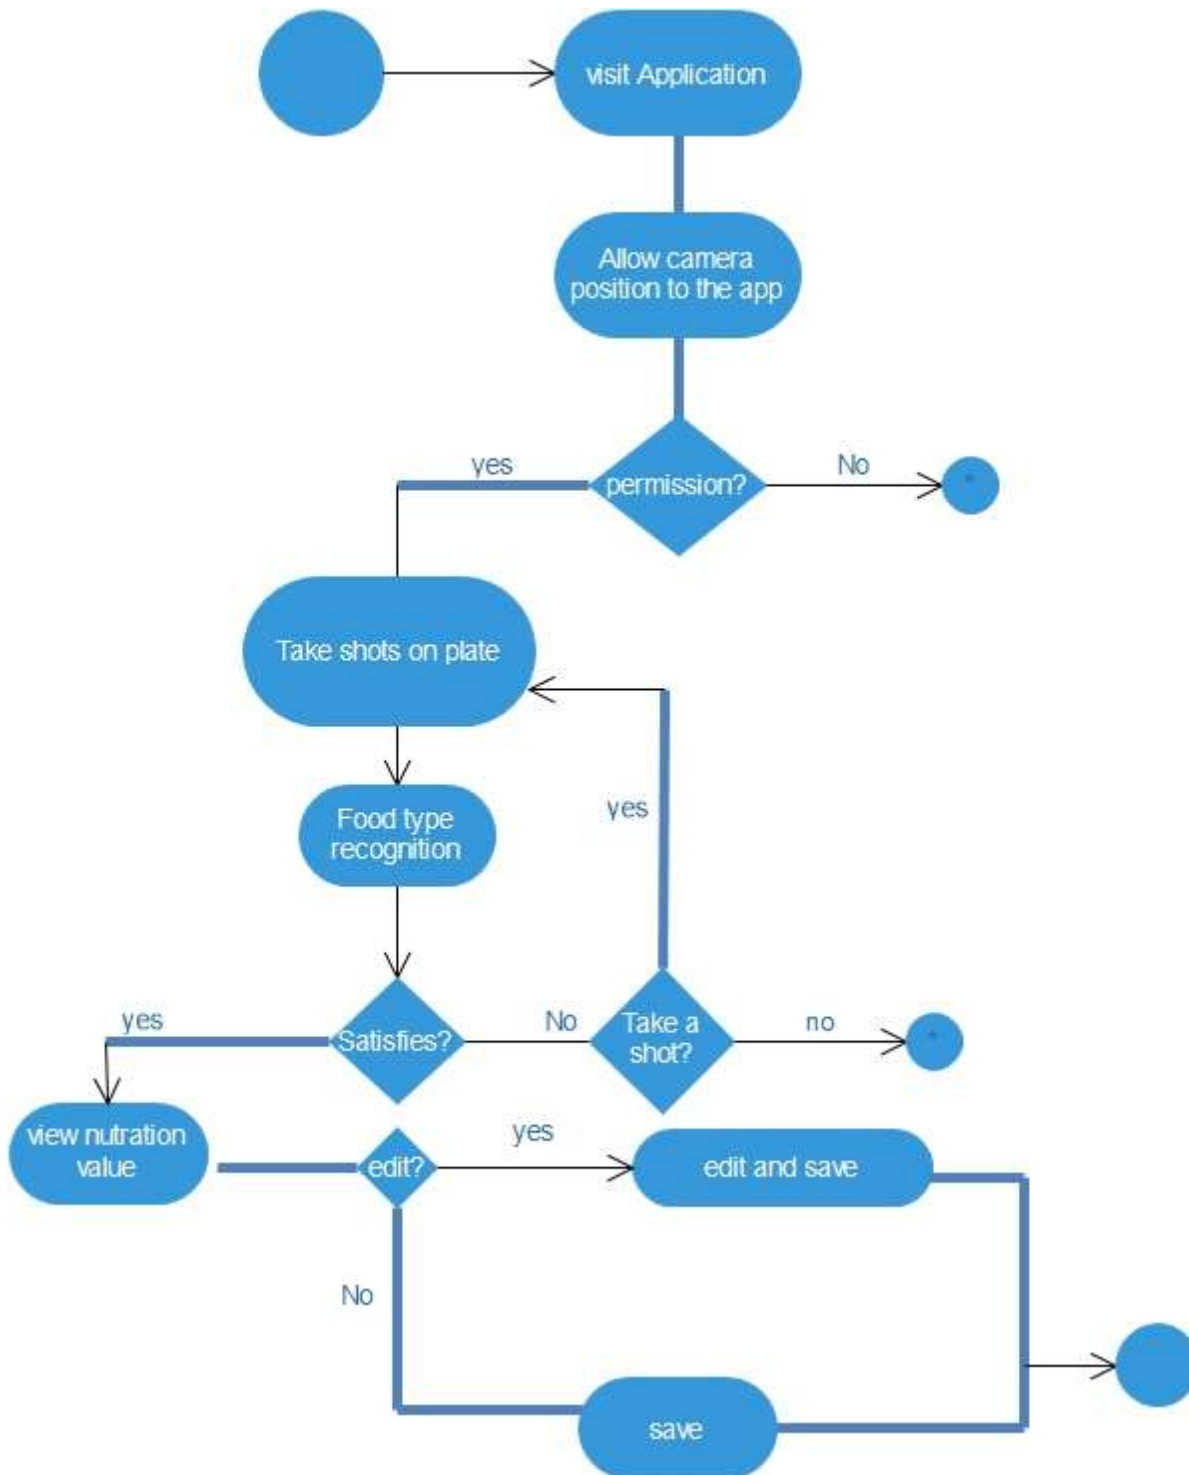 visit Application
Allow camera
position to the app
yes
No
permission?
*
Take shots on plate
yes
Food type
recognition
yes
Satisfies?
No
Take a
shot?
no
*
view nutration
value
edit?
yes
edit and save
No
save